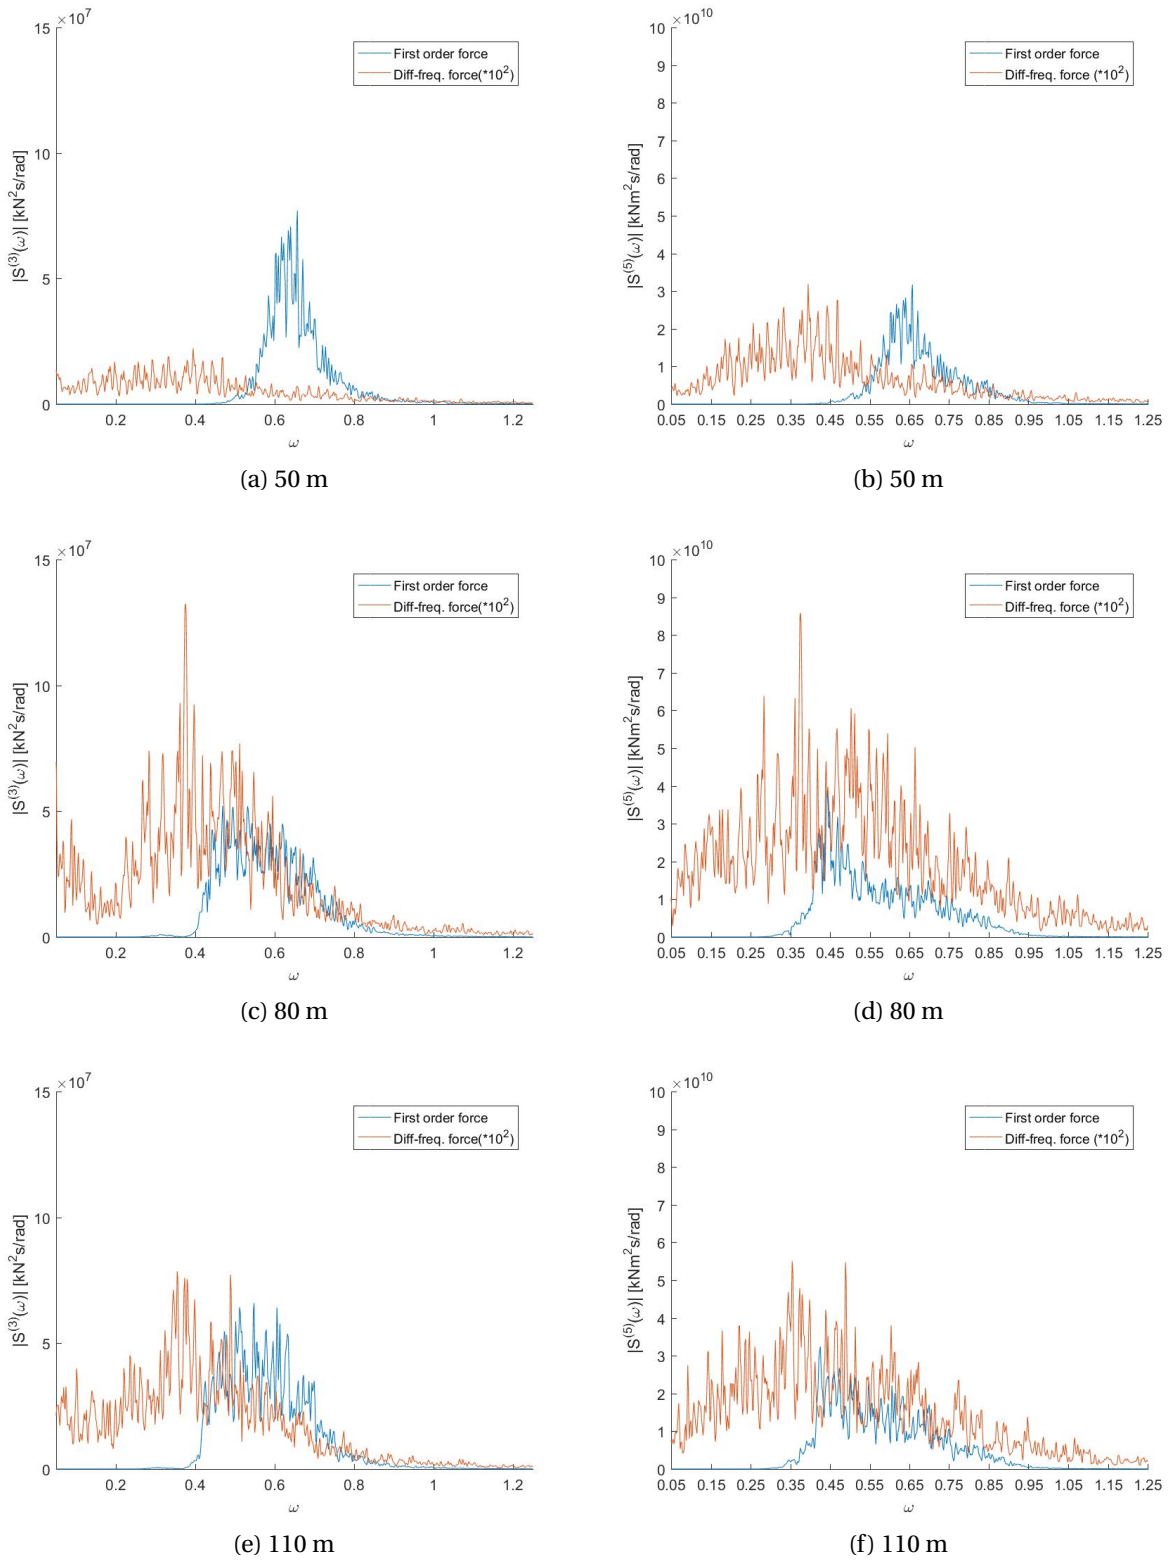 ×10^7
15
10
5
0
|S^(3)(ω)| [kN^2s/rad]
First order force
Diff-freq. force(*10^2)
0.2 0.4 0.6 0.8 1 1.2
ω
(a) 50 m
×10^10
10
9
8
7
6
5
4
3
2
1
0
|S^(5)(ω)| [kNm^2s/rad]
First order force
Diff-freq. force (*10^2)
0.05 0.15 0.25 0.35 0.45 0.55 0.65 0.75 0.85 0.95 1.05 1.15 1.25
ω
(b) 50 m
×10^7
15
10
5
0
|S^(3)(ω)| [kN^2s/rad]
First order force
Diff-freq. force(*10^2)
0.2 0.4 0.6 0.8 1 1.2
ω
(c) 80 m
×10^10
10
9
8
7
6
5
4
3
2
1
0
|S^(5)(ω)| [kNm^2s/rad]
First order force
Diff-freq. force (*10^2)
0.05 0.15 0.25 0.35 0.45 0.55 0.65 0.75 0.85 0.95 1.05 1.15 1.25
ω
(d) 80 m
×10^7
15
10
5
0
|S^(3)(ω)| [kN^2s/rad]
First order force
Diff-freq. force(*10^2)
0.2 0.4 0.6 0.8 1 1.2
ω
(e) 110 m
×10^10
10
9
8
7
6
5
4
3
2
1
0
|S^(5)(ω)| [kNm^2s/rad]
First order force
Diff-freq. force (*10^2)
0.05 0.15 0.25 0.35 0.45 0.55 0.65 0.75 0.85 0.95 1.05 1.15 1.25
ω
(f) 110 m